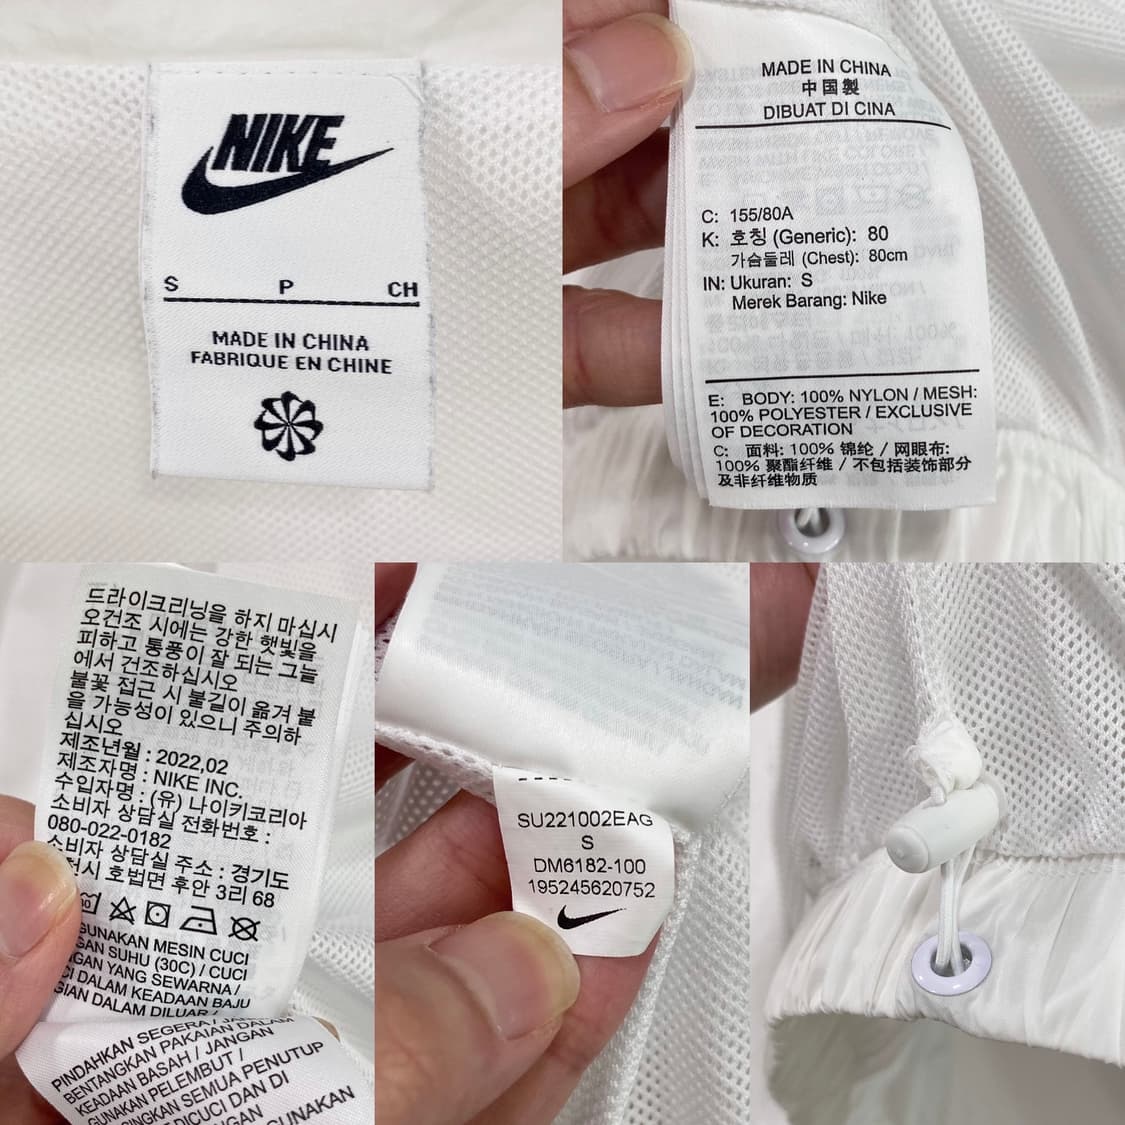 NIKE
S P CH
MADE IN CHINA
FABRIQUE EN CHINE
MADE IN CHINA
中国製
DIBUAT DI CINA
C: 155/80A
K: 호칭 (Generic): 80
가슴둘레 (Chest): 80cm
IN: Ukuran: S
Merek Barang: Nike
E: BODY: 100% NYLON / MESH:
100% POLYESTER / EXCLUSIVE
OF DECORATION
C: 面料: 100% 锦纶 / 网眼布:
100% 聚酯纤维 / 不包括装饰部分
及非纤维物质
드라이크리닝을 하지 마십시
오건조 시에는 강한 햇빛을
피하고 통풍이 잘 되는 그늘
에서 건조하십시오
불꽃 접근 시 불길이 옮겨 붙
을 가능성이 있으니 주의하
십시오
제조년월 : 2022.02
제조자명 : NIKE INC.
수입자명 : (유) 나이키코리아
소비자 상담실 전화번호 :
080-022-0182
소비자 상담실 주소 : 경기도
천시 호법면 후안 3리 68
GUNAKAN MESIN CUCI
SUHU (30C) / CUCI
YANG SEWARNA /
DALAM KEADAAN BAJU
DALAM DILUAR /
PINDAHKAN SEGERA
BENTANGKAN PAKAIAN DALAM
KEADAAN BASAH / JANGAN
GUNAKAN PELEMBUT /
SEMUA PENUTUP
DICUCI DAN DI
GUNAKAN
SU221002EAG
S
DM6182-100
195245620752